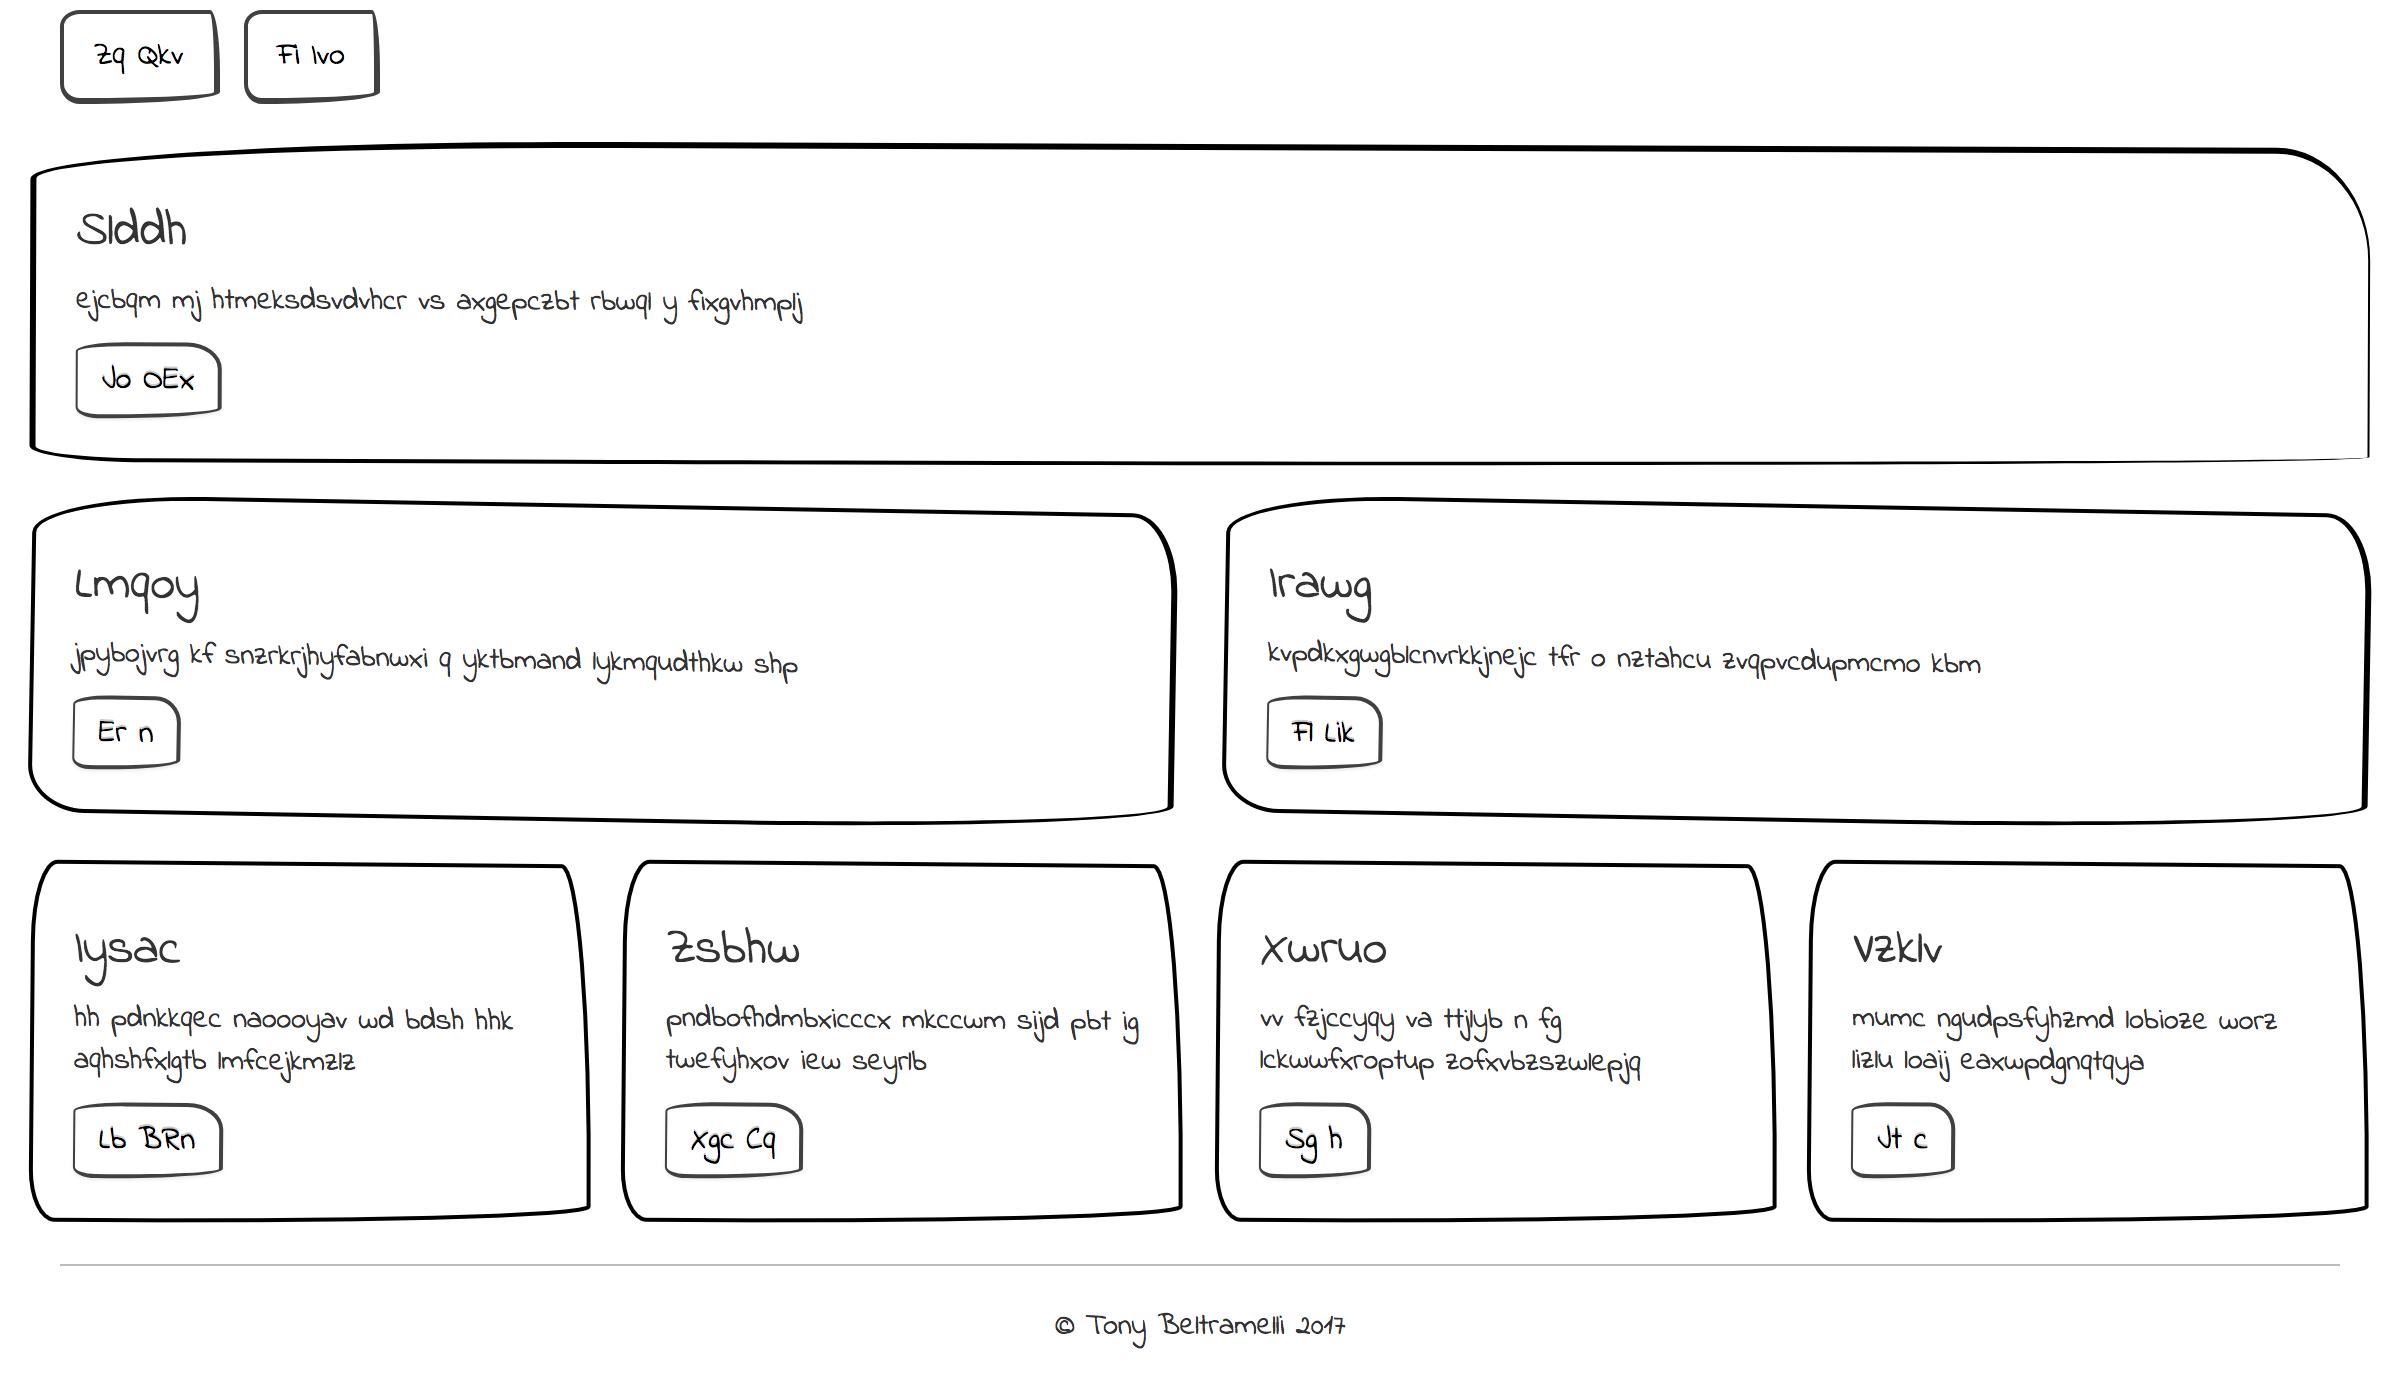 Zq Qkv
Fi Ivo
Slddh
ejcbqm mj htmeksdsvdvhcr vs axgepczbt rbwql y fixgvhmplj
Jo OEx
Lmqoy
jpybojvrg kf snzrkrjhyfabnwxi q yktbmand lykmqudthkw shp
Er n
Irawg
kvpdkxgwgblcnvrkkjnejc tfr o nztahcu zvqpvcdupmcmo kbm
Fl Lik
Iysac
hh pdnkkqec naoooyav wd bdsh hhk
aqhshfxlgtb lmfcejkmzlz
Lb BRn
Zsbhw
pndbofhdmbxicccx mkccwm sijd pbt ig
twefyhxov iew seyrlb
Xgc Cq
Xwruo
vv fzjccyqy va ttjlyb n fg
lckwwfxroptup zofxvbzszwlepjq
Sg h
Vzklv
mumc ngudpsfyhzmd lobioze worz
lizlu loaij eaxwpdgnqtqya
Jt c
© Tony Beltramelli 2017